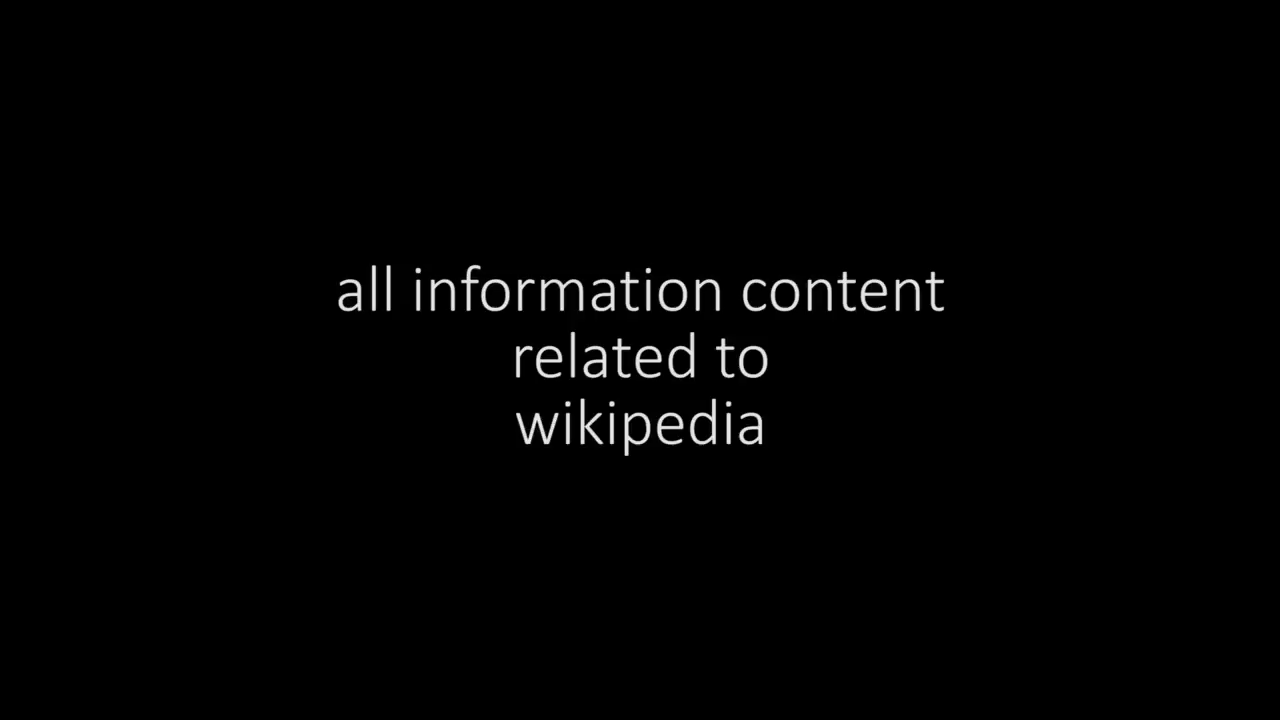 all information content
related to
wikipedia